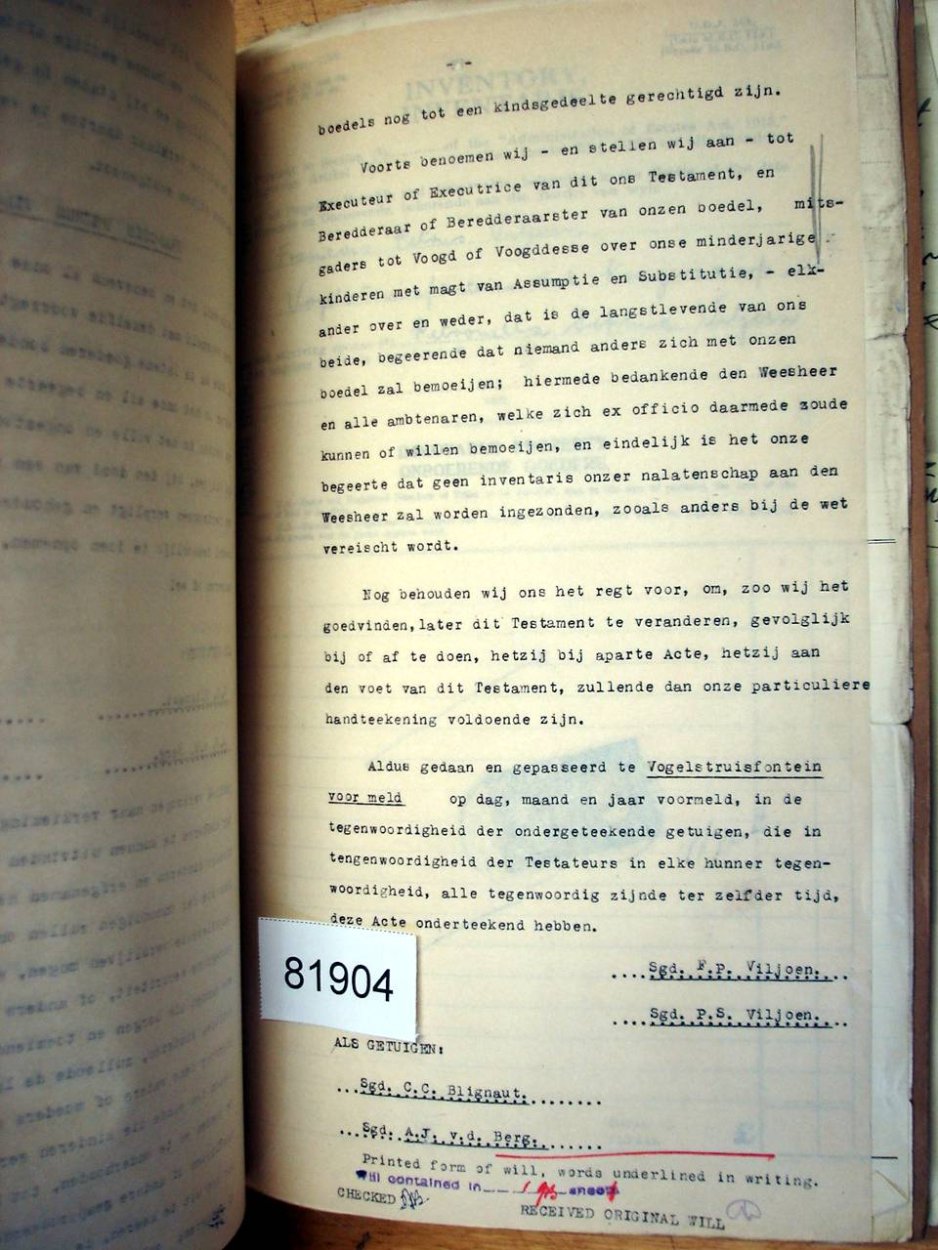 boedels nog tot een kindsgedeelte gerechtigd zijn.
Voorts benoemen wij - en stellen wij aan - tot
Executeur of Executrice van dit ons Testament, en
Beredderaar of Beredderaarster van onzen boedel, mits-
gaders tot Voogd of Voogddesse over onse minderjarige
kinderen met magt van Assumptie en Substitutie, - elk-
ander over en weder, dat is de langstlevende van ons
beide, begeerende dat niemand anders zich met onzen
boedel zal bemoeijen; hiermede bedankende den Weesheer
en alle ambtenaren, welke zich ex officio daarmede zoude
kunnen of willen bemoeijen, en eindelijk is het onze
begeerte dat geen inventaris onzer nalatenschap aan den
Weesheer zal worden ingezonden, zooals anders bij de wet
vereischt wordt.
Nog behouden wij ons het regt voor, om, zoo wij het
goedvinden, later dit Testament te veranderen, gevolglijk
bij of af te doen, hetzij bij aparte Acte, hetzij aan
den voet van dit Testament, zullende dan onze particuliere
handteekening voldoende zijn.
Aldus gedaan en gepasseerd te Vogelstruisfontein
voor meld op dag, maand en jaar voormeld, in de
tegenwoordigheid der ondergeteekende getuigen, die in
tengenwoordigheid der Testateurs in elke hunner tegen-
woordigheid, alle tegenwoordig zijnde ter zelfder tijd,
deze Acte onderteekend hebben.
....Sgd. F.P. Viljoen...
....Sgd. P.S. Viljoen...
81904
ALS GETUIGEN:
...Sgd. C.C. Blignaut.........
....Sgd. A.J. v.d. Berg.......
Printed form of will, words underlined in writing.
Will contained in
CHECKED
RECEIVED ORIGINAL WILL